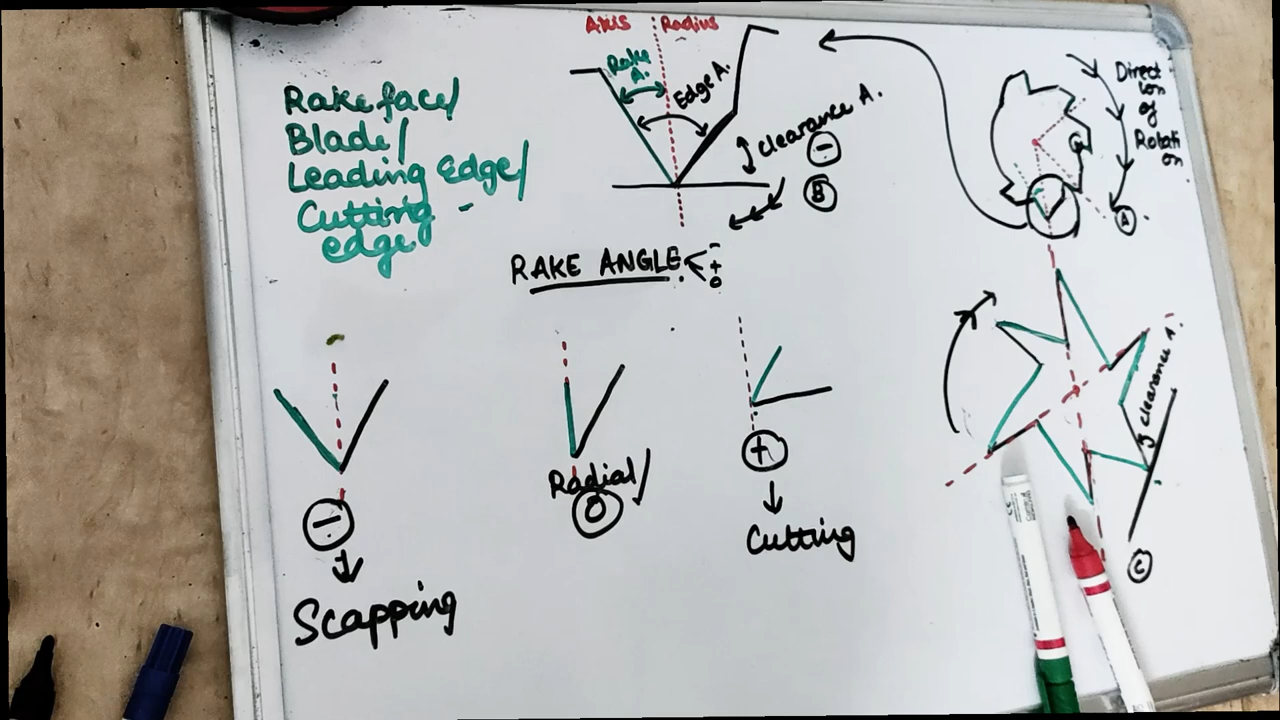 Axis Radius
Rake
A.
Edge A.
Clearance A.
-
B
Rake face/
Blade/
Leading Edge/
Cutting
edge
Direct
ion
of
Rotati
on
A
RAKE ANGLE. < -
+
0
-
Scapping
Radial/
0
+
Cutting
Clearance A.
C